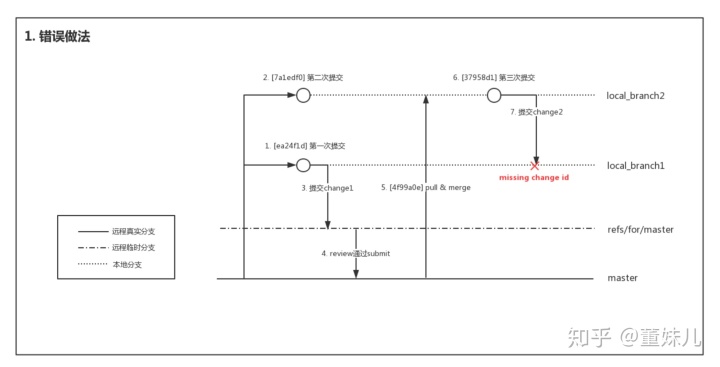 1. 错误做法
2. [7a1edf0] 第二次提交
6. [37958d1] 第三次提交
local_branch2
7. 提交change2
1. [ea24f1d] 第一次提交
local_branch1
missing change id
3. 提交change1
5. [4f99a0e] pull & merge
远程真实分支
远程临时分支
本地分支
refs/for/master
4. review通过submit
master
知乎 @董妹儿